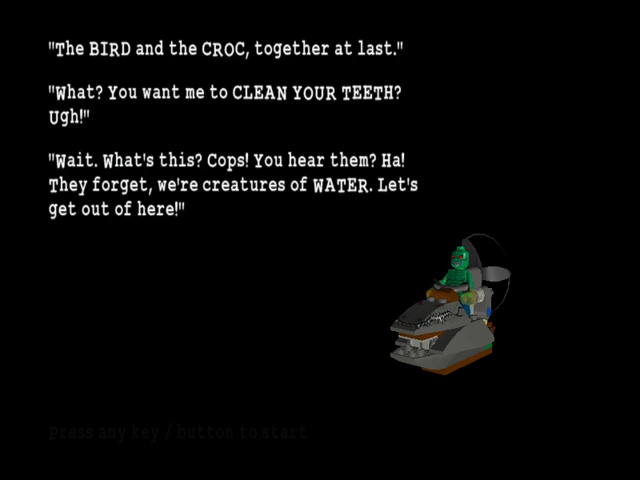 "The BIRD and the CROC, together at last."
"What? You want me to CLEAN YOUR TEETH?
Ugh!"
"Wait. What's this? Cops! You hear them? Ha!
They forget, we're creatures of WATER. Let's
get out of here!"
Press any key / button to start